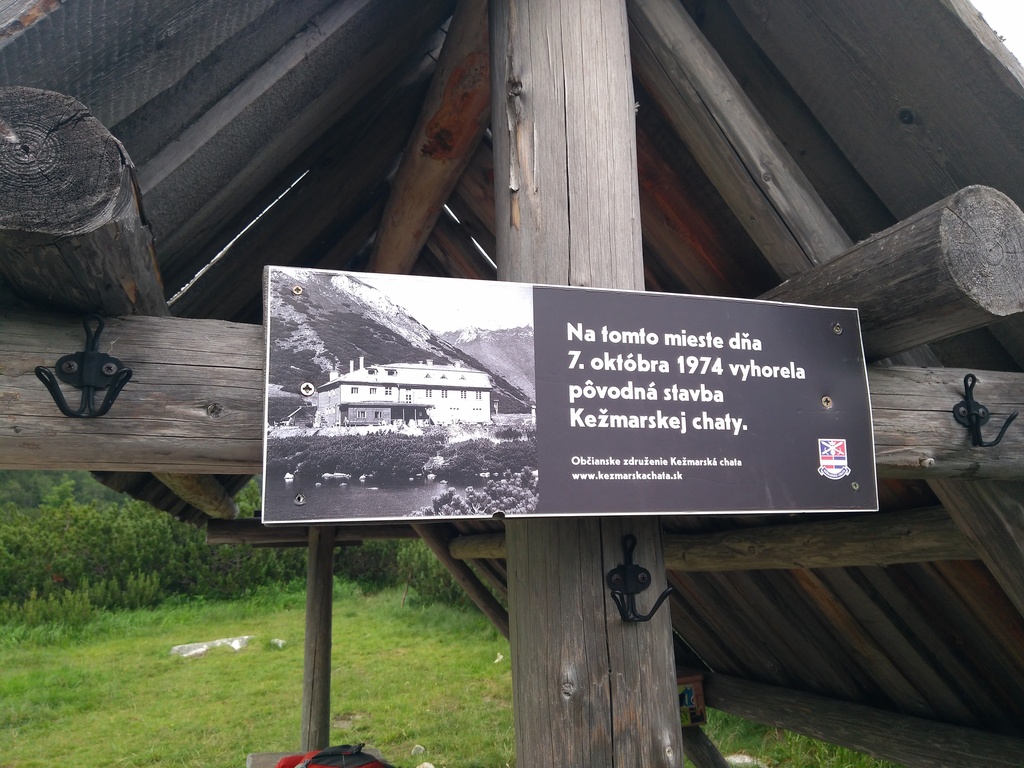 Na tomto mieste dňa
7. októbra 1974 vyhorela
pôvodná stavba
Kežmarskej chaty.
Občianske združenie Kežmarská chata
www.kezmarskachata.sk